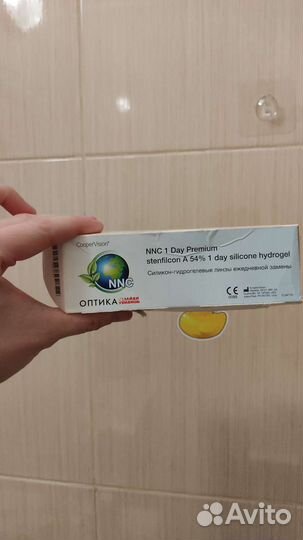 CooperVision®
NNC 1 Day Premium
stenfilcon A 54% 1 day silicone hydrogel
Силикон-гидрогелевые линзы ежедневной замены
NNC
ОПТИКА
CE
Avito